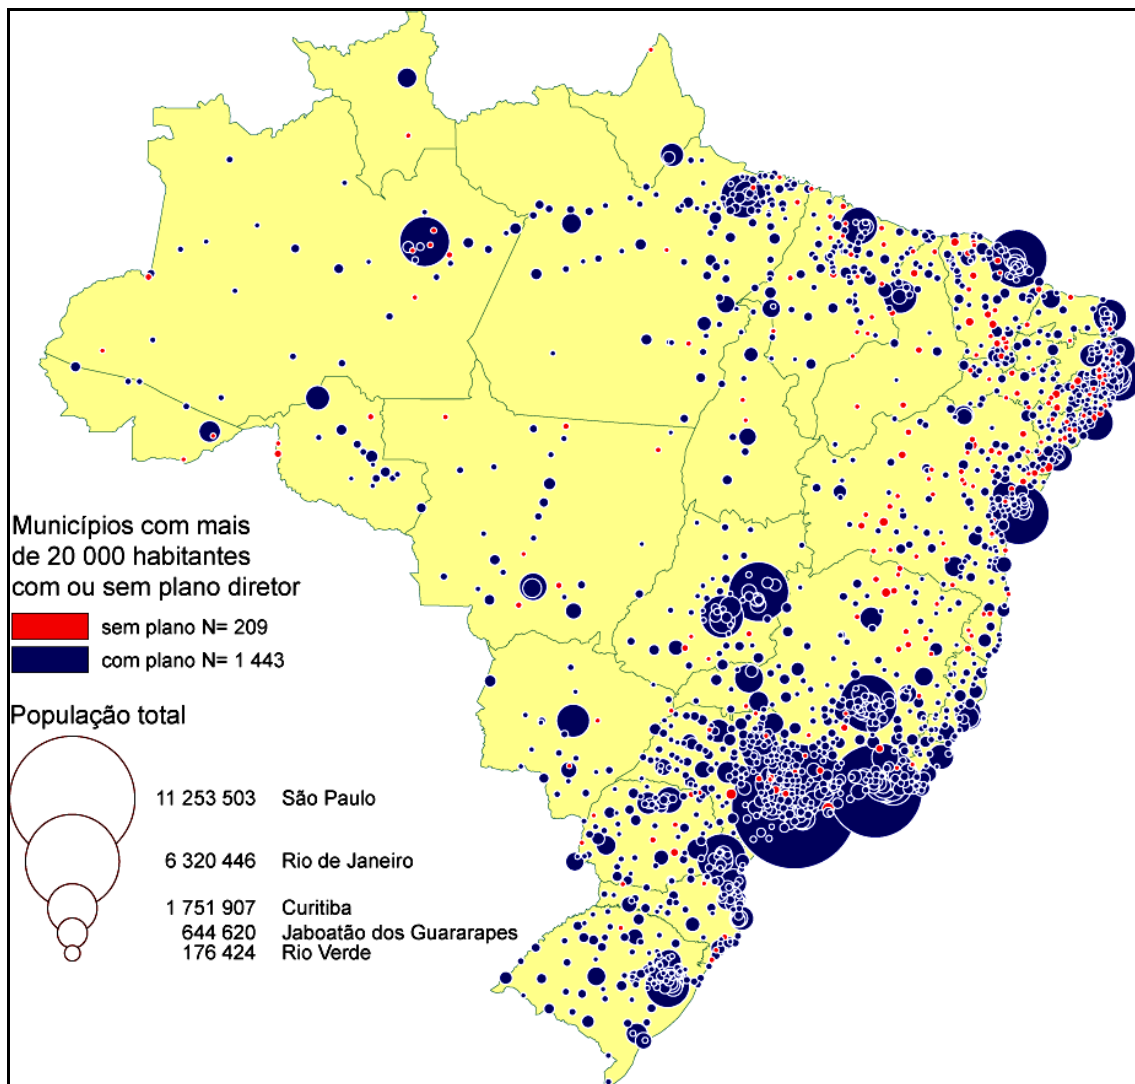 Municípios com mais
de 20 000 habitantes
com ou sem plano diretor
sem plano N= 209
com plano N= 1 443
População total
11 253 503 São Paulo
6 320 446 Rio de Janeiro
1 751 907 Curitiba
644 620 Jaboatão dos Guararapes
176 424 Rio Verde